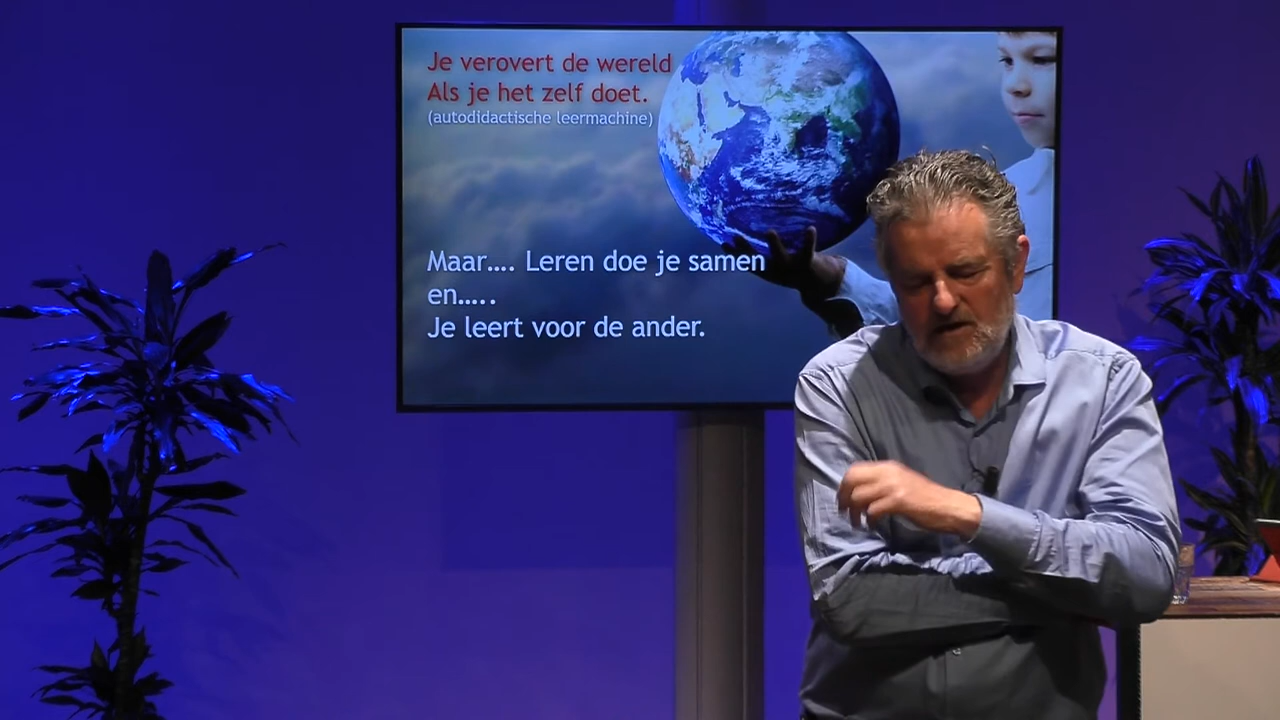 Je verovert de wereld
Als je het zelf doet.
(autodidactische leermachine)
Maar…. Leren doe je samen
en…..
Je leert voor de ander.